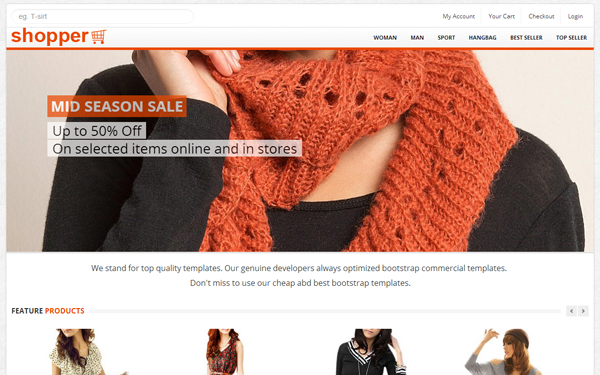 eg. T-sirt
My Account
Your Cart
Checkout
Login
shopper
WOMAN
MAN
SPORT
HANGBAG
BEST SELLER
TOP SELLER
MID SEASON SALE
Up to 50% Off
On selected items online and in stores
We stand for top quality templates. Our genuine developers always optimized bootstrap commercial templates.
Don't miss to use our cheap abd best bootstrap templates.
FEATURE PRODUCTS